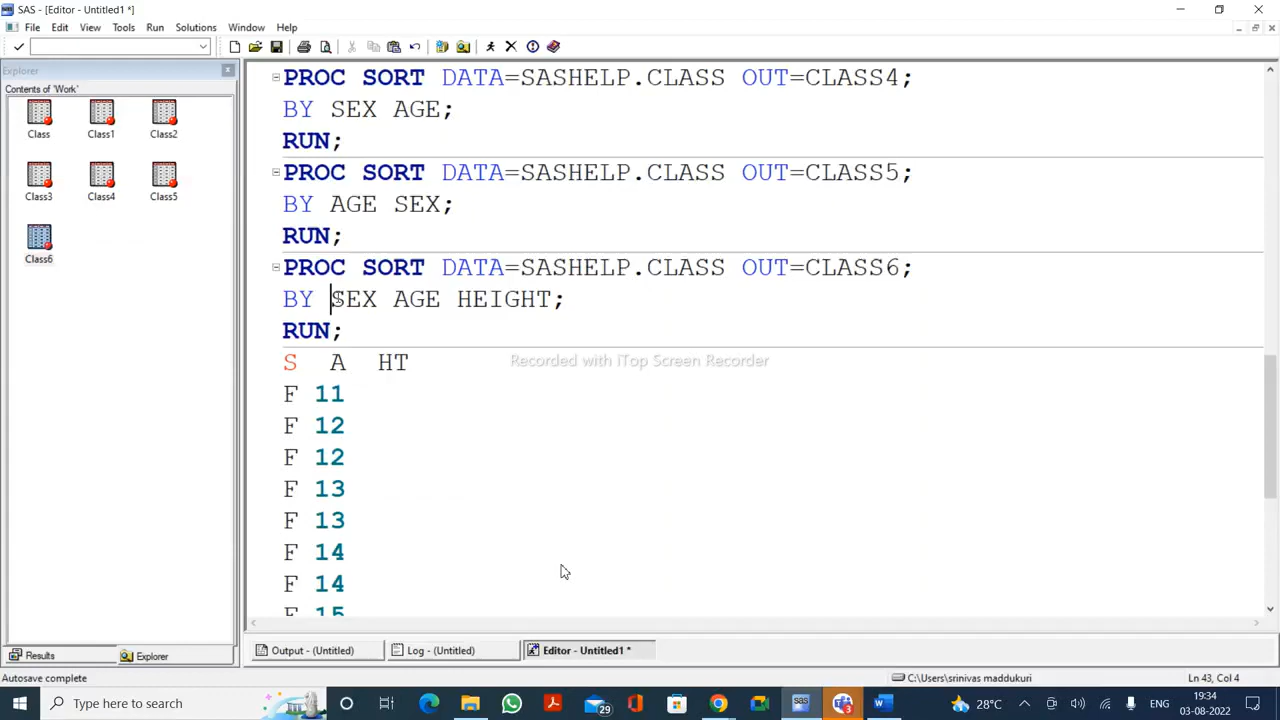 SAS - [Editor - Untitled1 *]
File Edit View Tools Run Solutions Window Help
Explorer
Contents of 'Work'
Class Class1 Class2
Class3 Class4 Class5
Class6
PROC SORT DATA=SASHELP.CLASS OUT=CLASS4;
BY SEX AGE;
RUN;
PROC SORT DATA=SASHELP.CLASS OUT=CLASS5;
BY AGE SEX;
RUN;
PROC SORT DATA=SASHELP.CLASS OUT=CLASS6;
BY SEX AGE HEIGHT;
RUN;
S A HT
Recorded with iTop Screen Recorder
F 11
F 12
F 12
F 13
F 13
F 14
F 14
F 15
Results Explorer
Output - (Untitled) Log - (Untitled) Editor - Untitled1 *
Autosave complete C:\Users\srinivas maddukuri Ln 43, Col 4
Type here to search 29 sas 3 28°C ENG 19:34
03-08-2022